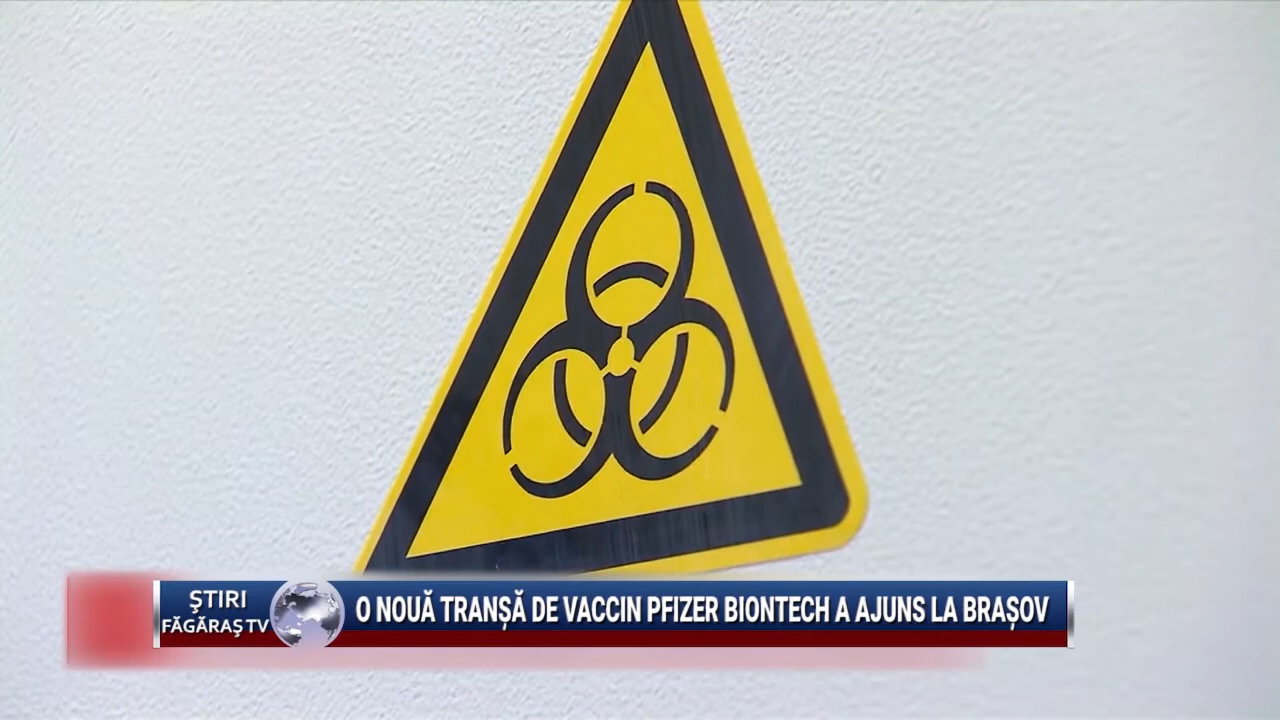 ŞTIRI
FĂGĂRAŞ TV
O NOUĂ TRANȘĂ DE VACCIN PFIZER BIONTECH A AJUNS LA BRAȘOV